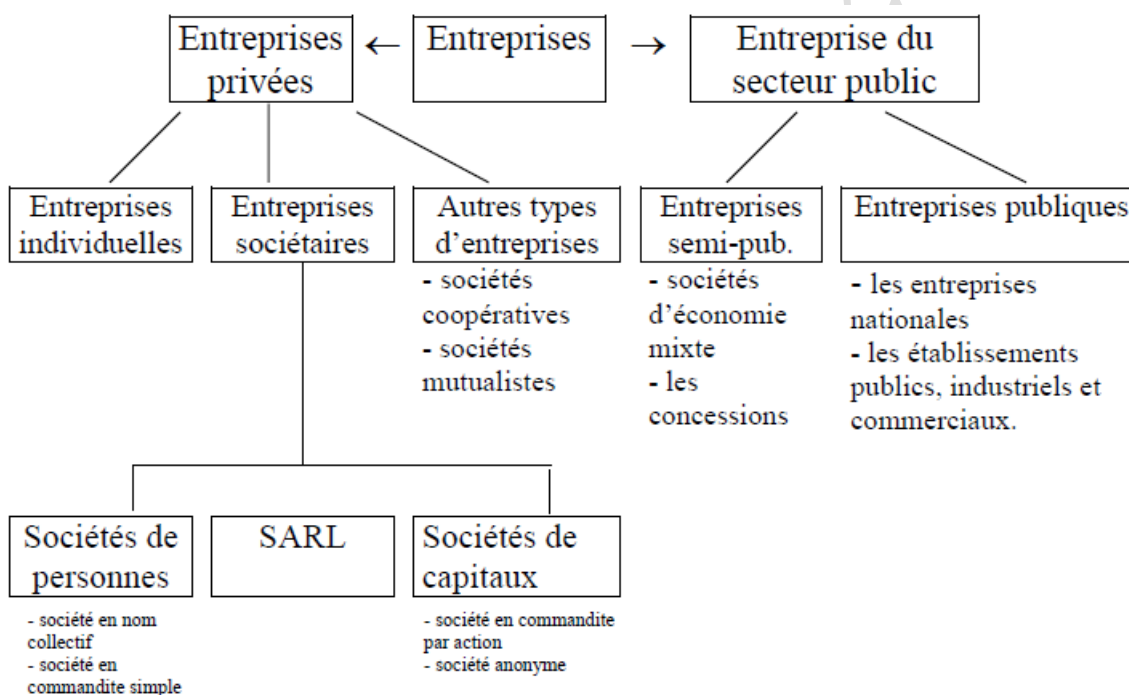 Entreprises
privées
←
Entreprises
→
Entreprise du
secteur public
Entreprises
individuelles
Entreprises
sociétaires
Autres types
d'entreprises
- sociétés
coopératives
- sociétés
mutualistes
Entreprises
semi-pub.
- sociétés
d'économie
mixte
- les
concessions
Entreprises publiques
- les entreprises
nationales
- les établissements
publics, industriels et
commerciaux.
Sociétés de
personnes
- société en nom
collectif
- société en
commandite simple
SARL
Sociétés de
capitaux
- société en commandite
par action
- société anonyme